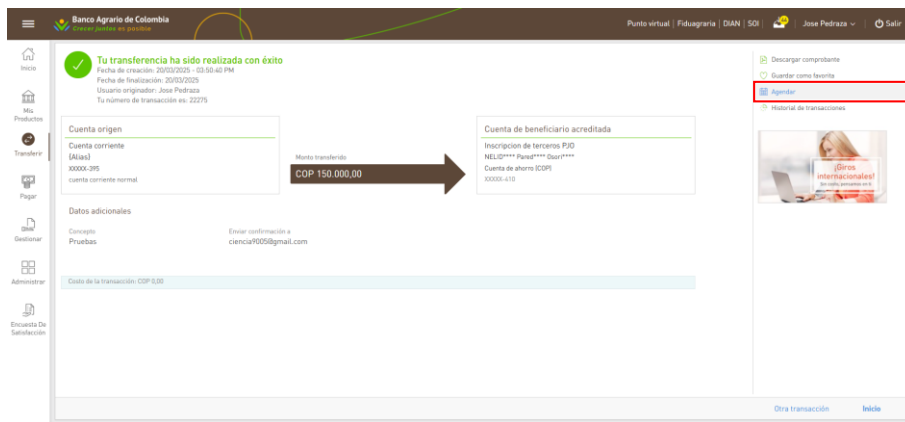 Banco Agrario de Colombia
Crecer juntos es posible
Punto virtual | Fiduagraria | DIAN | SOI |
Jose Pedraza
Salir
Inicio
Mis
Productos
Transferir
Pagar
Gestionar
Administrar
Encuesta De
Satisfacción
Tu transferencia ha sido realizada con éxito
Fecha de creación: 20/03/2025 - 03:50:40 PM
Fecha de finalización: 20/03/2025
Usuario originador: Jose Pedraza
Tu número de transacción es: 22275
Cuenta origen
Cuenta corriente
(Alias)
XXXXX-395
cuenta corriente normal
Monto transferido
COP 150.000,00
Cuenta de beneficiario acreditada
Inscripcion de terceros PJO
NELID**** Pared**** Osori****
Cuenta de ahorro (COP)
XXXXX-610
Datos adicionales
Concepto
Pruebas
Enviar confirmación a
ciencia9005@gmail.com
Costo de la transacción: COP 0,00
Descargar comprobante
Guardar como favorita
Agendar
Historial de transacciones
¡Giros
internacionales!
Otra transacción
Inicio